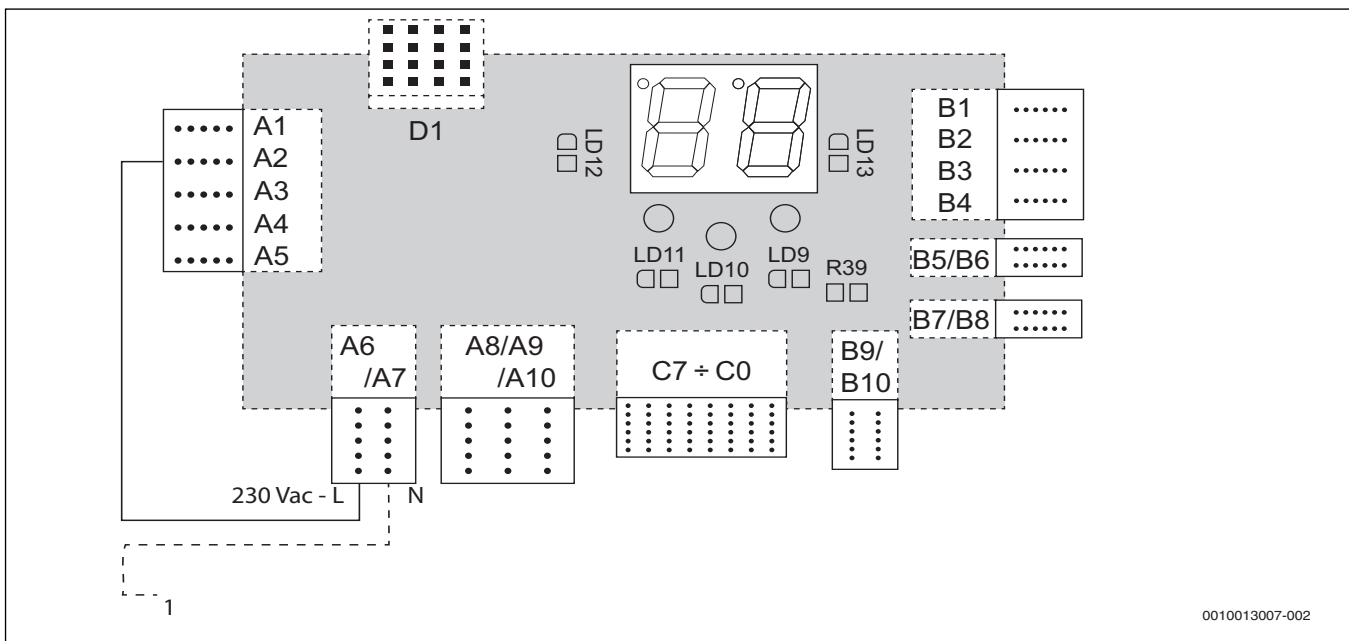 D1
A1
A2
A3
A4
A5
LD12
LD13
B1
B2
B3
B4
B5/B6
B7/B8
LD11
LD10
LD9
R39
A6
/A7
A8/A9
/A10
C7 ÷ C0
B9/
B10
230 Vac - L
N
1
0010013007-002